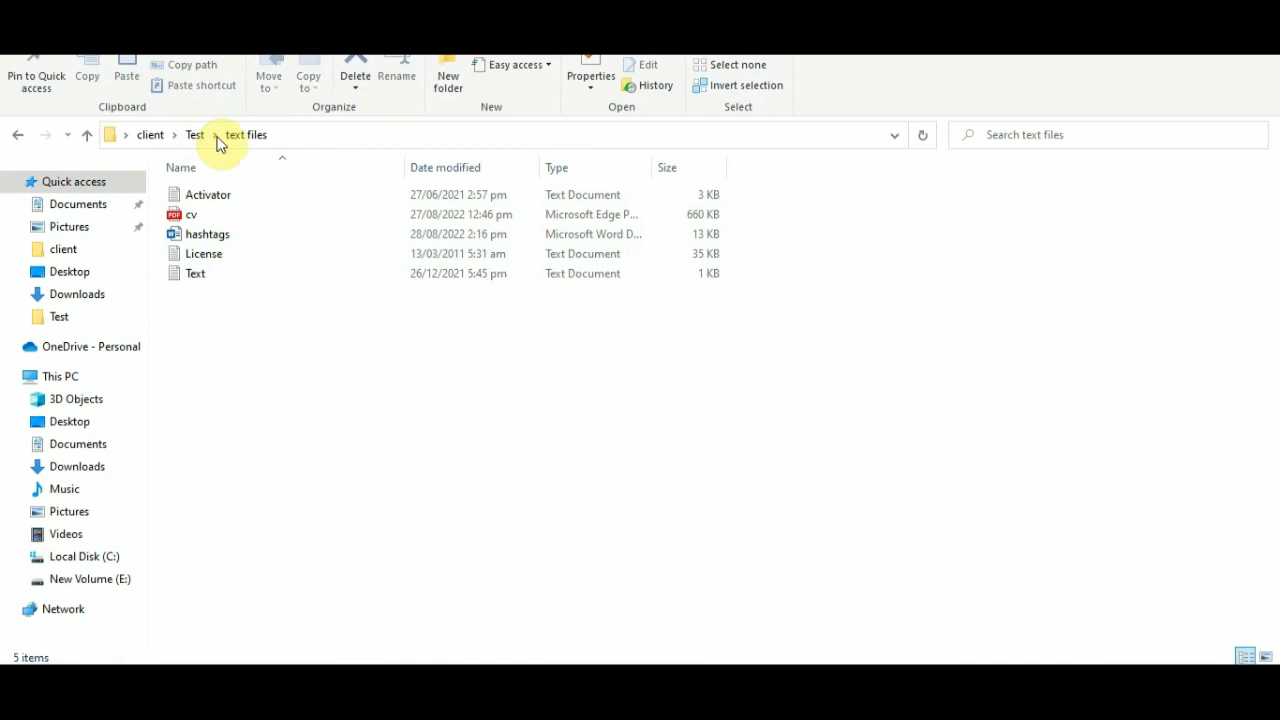 Copy path
Edit
Easy access
Select none
Pin to Quick access
Copy
Paste
Paste shortcut
Move to
Copy to
Delete
Rename
New folder
Properties
History
Invert selection
Clipboard
Organize
New
Open
Select
client
Test
text files
Search text files
Name
Date modified
Type
Size
Quick access
Documents
Pictures
client
Desktop
Downloads
Test
OneDrive - Personal
This PC
3D Objects
Desktop
Documents
Downloads
Music
Pictures
Videos
Local Disk (C:)
New Volume (E:)
Network
Activator 27/06/2021 2:57 pm Text Document 3 KB
PDF cv 27/08/2022 12:46 pm Microsoft Edge P... 660 KB
hashtags 28/08/2022 2:16 pm Microsoft Word D... 13 KB
License 13/03/2011 5:31 am Text Document 35 KB
Text 26/12/2021 5:45 pm Text Document 1 KB
5 items